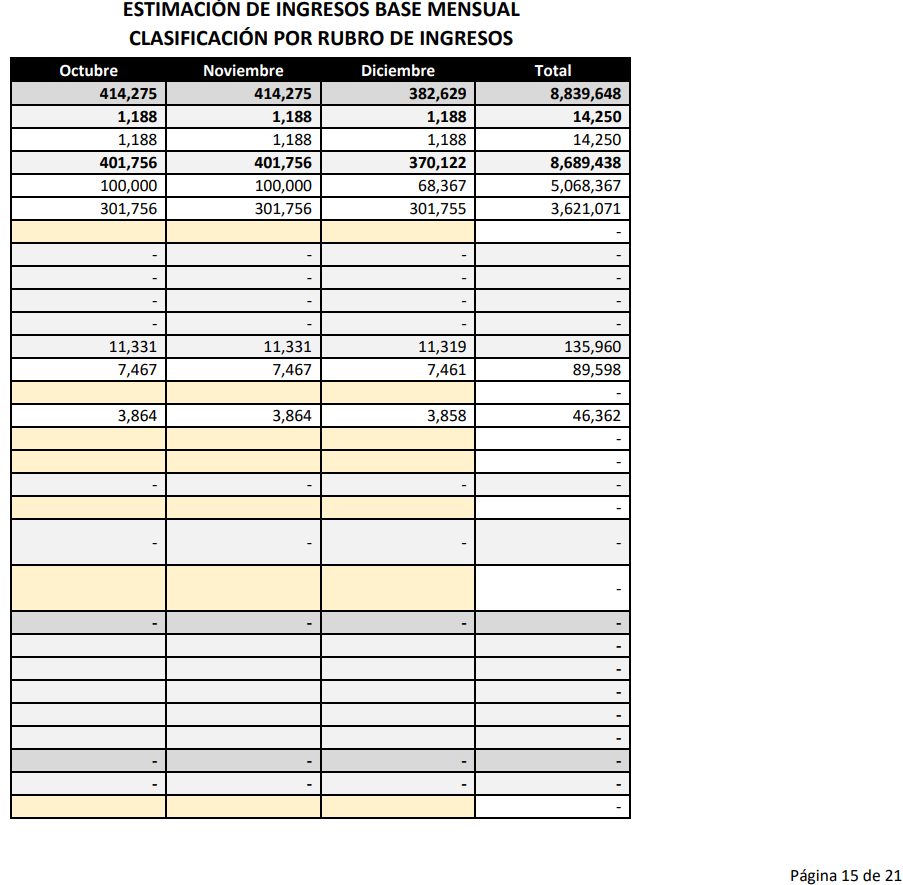 ESTIMACIÓN DE INGRESOS BASE MENSUAL
CLASIFICACIÓN POR RUBRO DE INGRESOS
Octubre Noviembre Diciembre Total
414,275 414,275 382,629 8,839,648
1,188 1,188 1,188 14,250
1,188 1,188 1,188 14,250
401,756 401,756 370,122 8,689,438
100,000 100,000 68,367 5,068,367
301,756 301,756 301,755 3,621,071
-
- - - -
- - - -
- - - -
- - - -
11,331 11,331 11,319 135,960
7,467 7,467 7,461 89,598
-
3,864 3,864 3,858 46,362
-
-
- - - -
-
- - - -
-
- - - -
-
-
-
-
-
- - - -
- - - -
-
Página 15 de 21